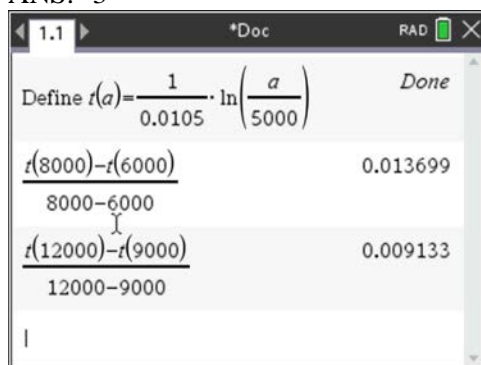 ANS: 3
1.1 *Doc RAD
Define t(a)=1/0.0105 · ln(a/5000) Done
t(8000)−t(6000) 0.013699
8000−6000
t(12000)−t(9000) 0.009133
12000−9000